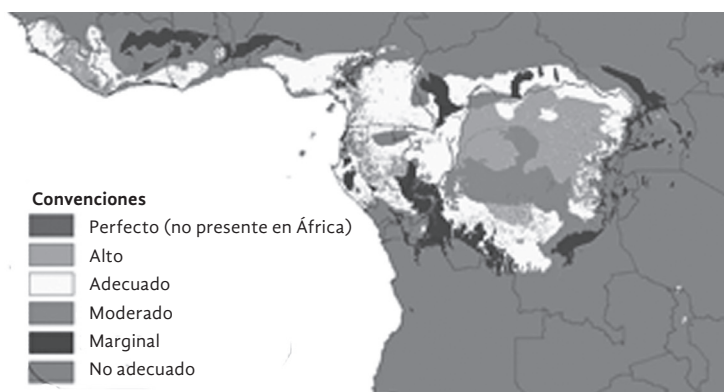 Convenciones
Perfecto (no presente en África)
Alto
Adecuado
Moderado
Marginal
No adecuado